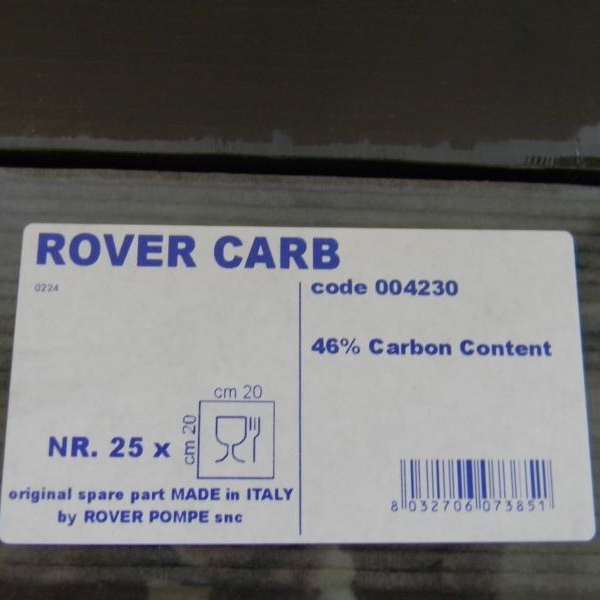 ROVER CARB
0224
code 004230
46% Carbon Content
cm 20
cm 20
NR. 25 x
original spare part MADE in ITALY
by ROVER POMPE snc
8 032706 073851